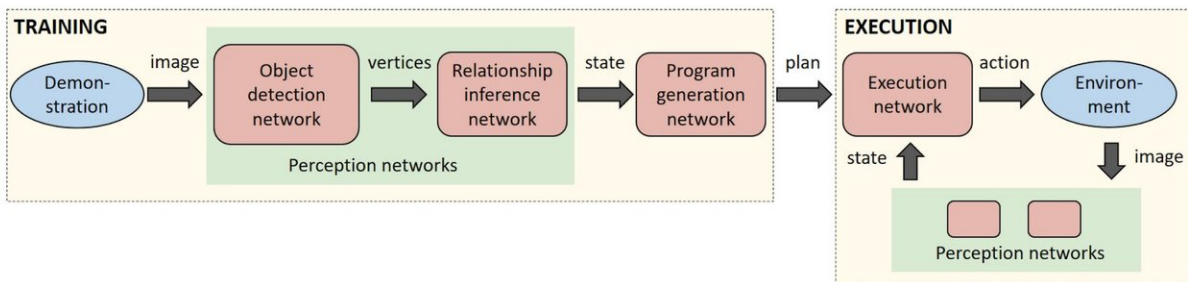 TRAINING
Demon-
stration
image
Object
detection
network
vertices
Relationship
inference
network
Perception networks
state
Program
generation
network
plan
EXECUTION
Execution
network
action
Environ-
ment
state
image
Perception networks